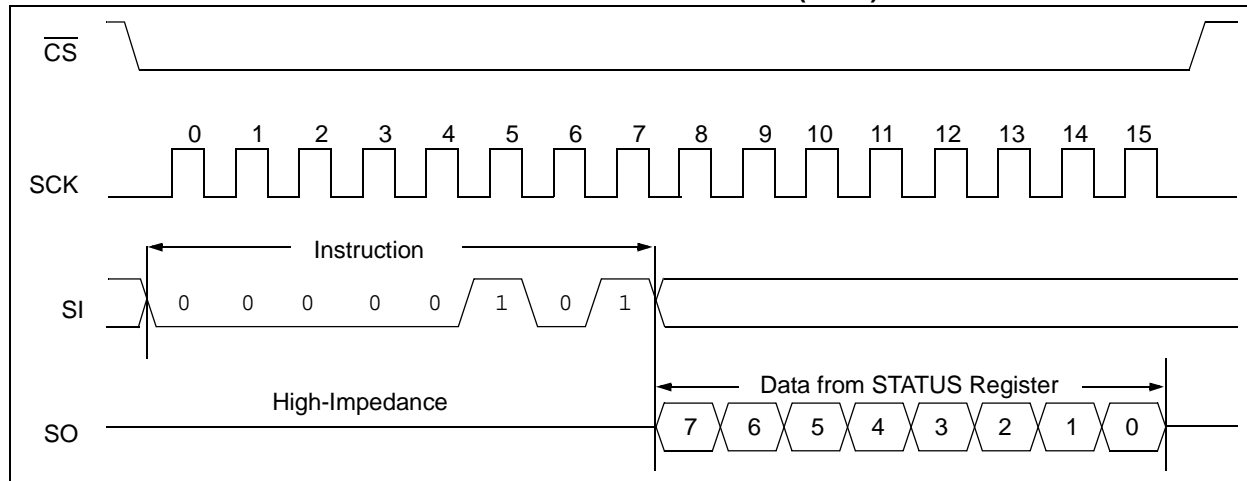 CS
0 1 2 3 4 5 6 7 8 9 10 11 12 13 14 15
SCK
Instruction
SI
0 0 0 0 0 1 0 1
Data from STATUS Register
High-Impedance
SO
7 6 5 4 3 2 1 0